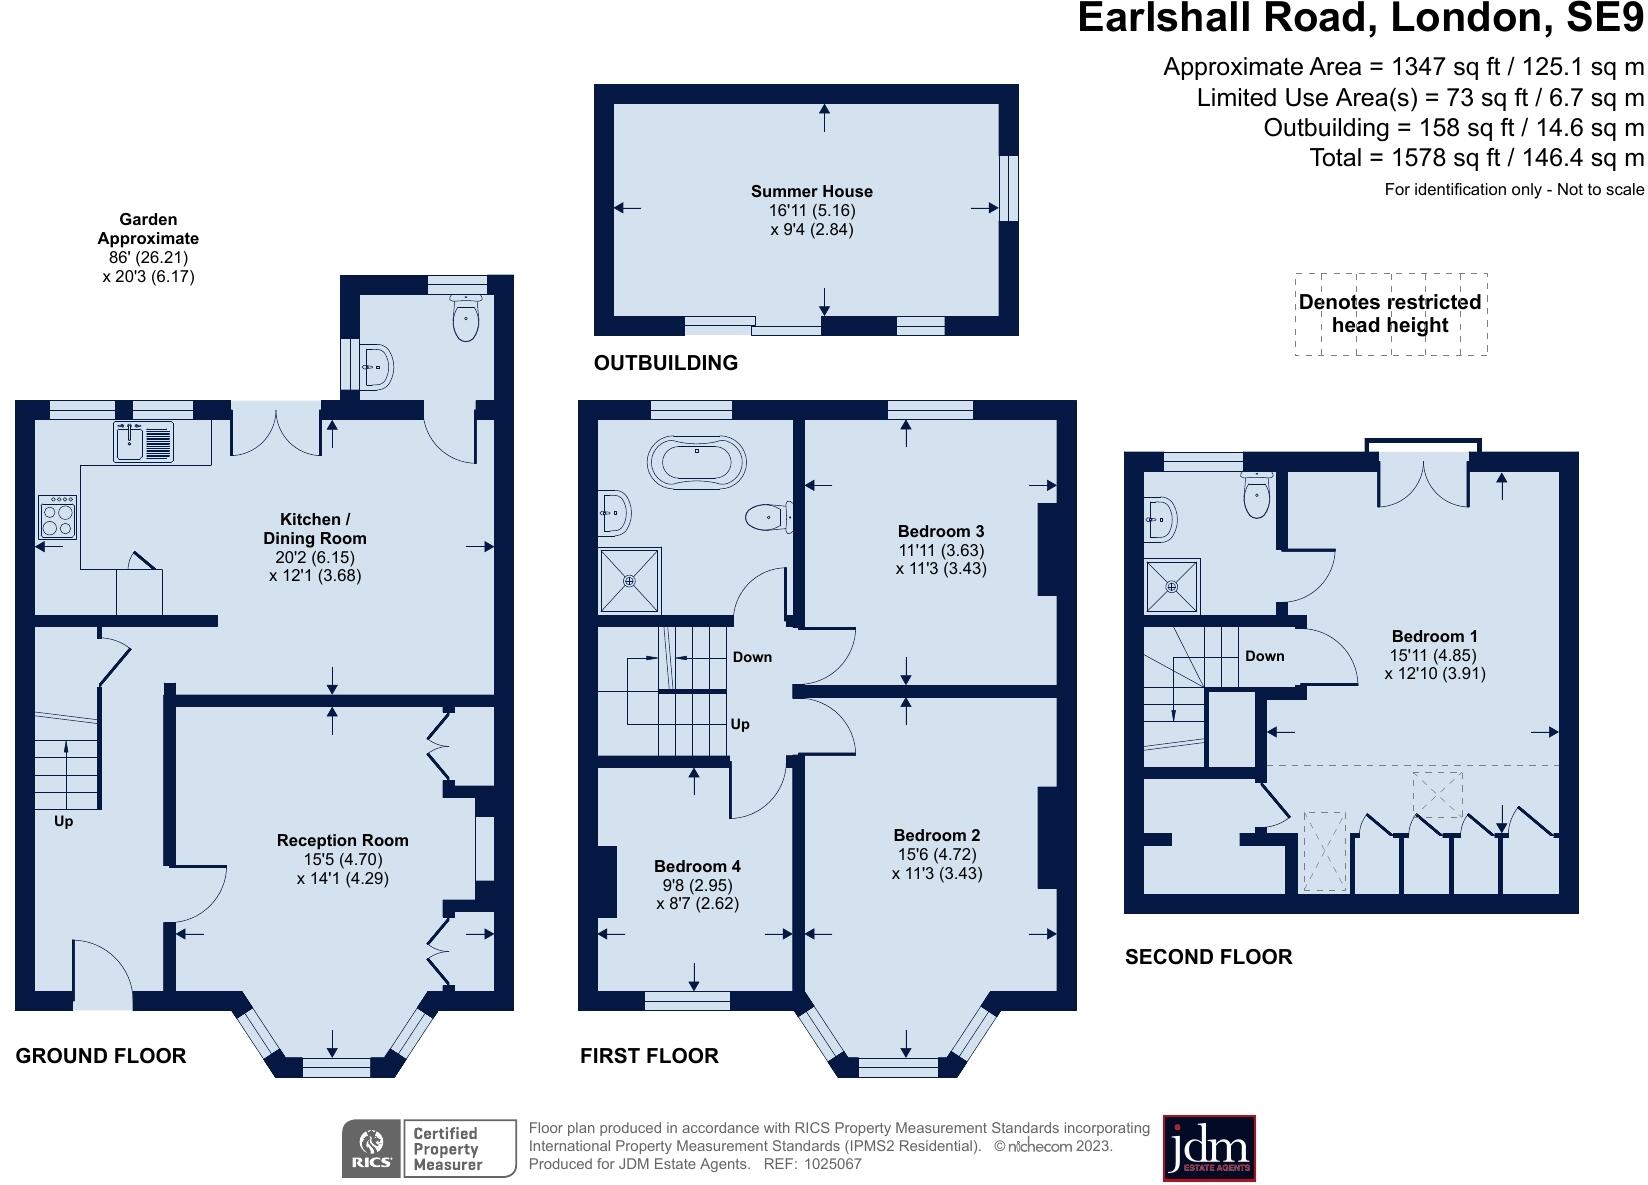 Earlshall Road, London, SE9
Approximate Area = 1347 sq ft / 125.1 sq m
Limited Use Area(s) = 73 sq ft / 6.7 sq m
Outbuilding = 158 sq ft / 14.6 sq m
Total = 1578 sq ft / 146.4 sq m
For identification only - Not to scale
Garden
Approximate
86' (26.21)
x 20'3 (6.17)
Summer House
16'11 (5.16)
x 9'4 (2.84)
OUTBUILDING
Denotes restricted
head height
Kitchen /
Dining Room
20'2 (6.15)
x 12'1 (3.68)
Up
Reception Room
15'5 (4.70)
x 14'1 (4.29)
GROUND FLOOR
Bedroom 3
11'11 (3.63)
x 11'3 (3.43)
Down
Up
Bedroom 2
15'6 (4.72)
x 11'3 (3.43)
Bedroom 4
9'8 (2.95)
x 8'7 (2.62)
FIRST FLOOR
Bedroom 1
15'11 (4.85)
x 12'10 (3.91)
Down
SECOND FLOOR
RICS
Certified
Property
Measurer
Floor plan produced in accordance with RICS Property Measurement Standards incorporating
International Property Measurement Standards (IPMS2 Residential). © nichecom 2023.
Produced for JDM Estate Agents. REF: 1025067
jdm
ESTATE AGENTS